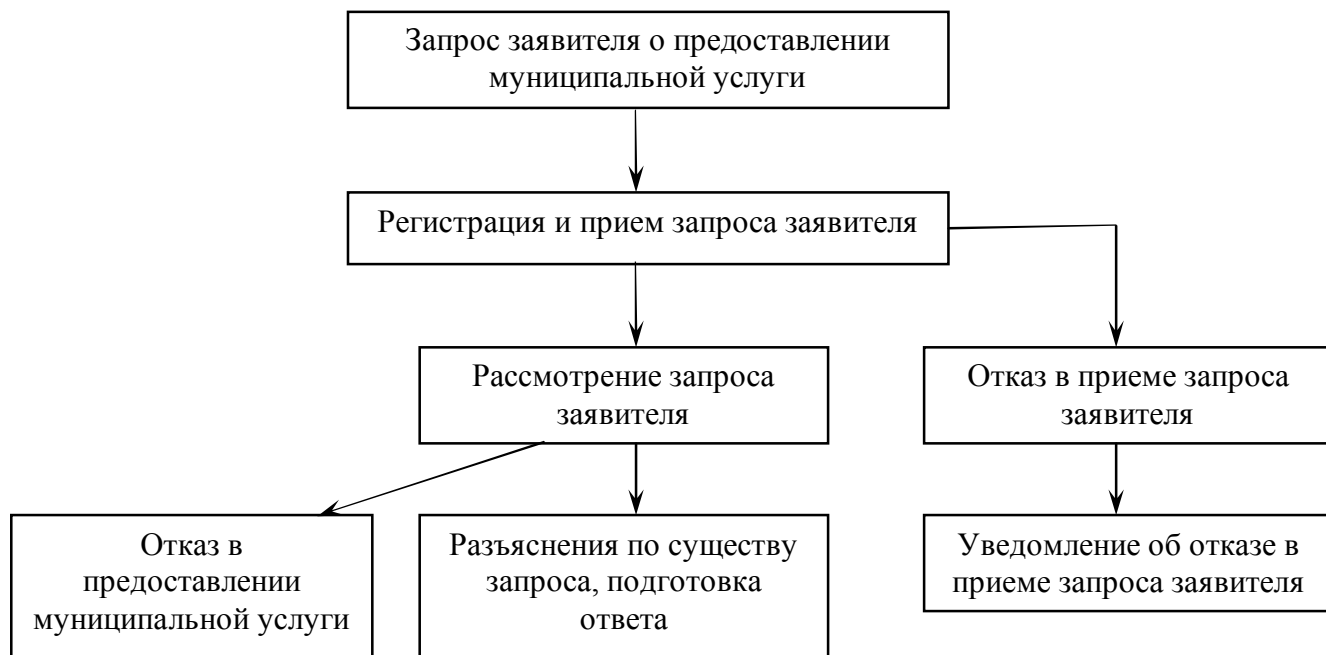 Запрос заявителя о предоставлении
муниципальной услуги
Регистрация и прием запроса заявителя
Рассмотрение запроса
заявителя
Отказ в приеме запроса
заявителя
Отказ в
предоставлении
муниципальной услуги
Разъяснения по существу
запроса, подготовка
ответа
Уведомление об отказе в
приеме запроса заявителя